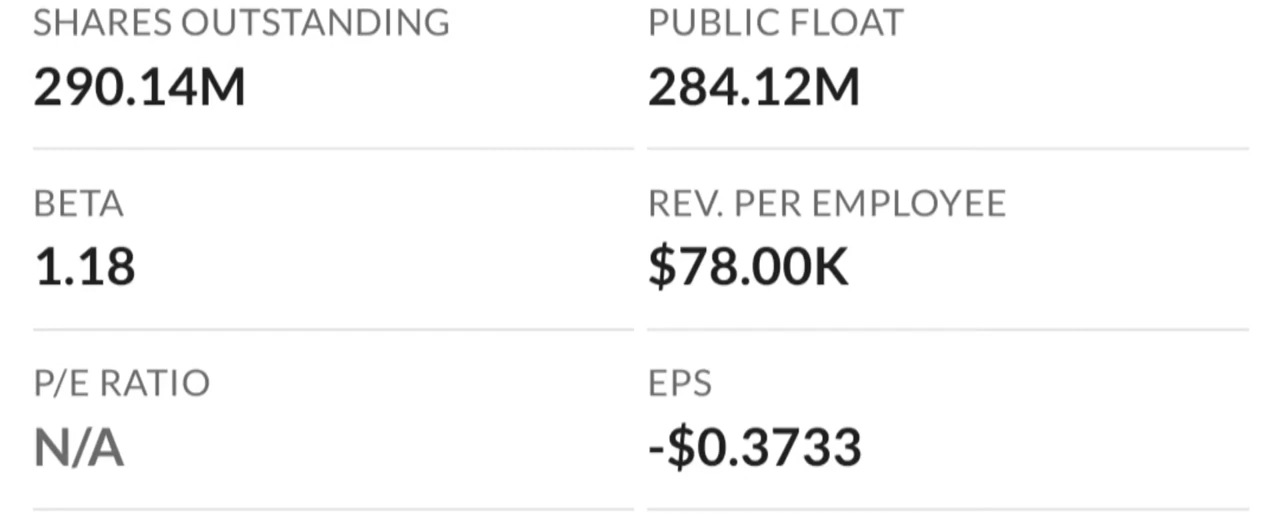 SHARES OUTSTANDING
290.14M
PUBLIC FLOAT
284.12M
BETA
1.18
REV. PER EMPLOYEE
$78.00K
P/E RATIO
N/A
EPS
-$0.3733